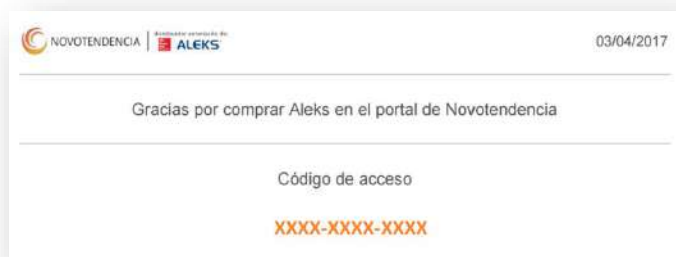 NOVOTENDENCIA
ALEKS
03/04/2017
Gracias por comprar Aleks en el portal de Novotendencia
Código de acceso
XXXX-XXXX-XXXX